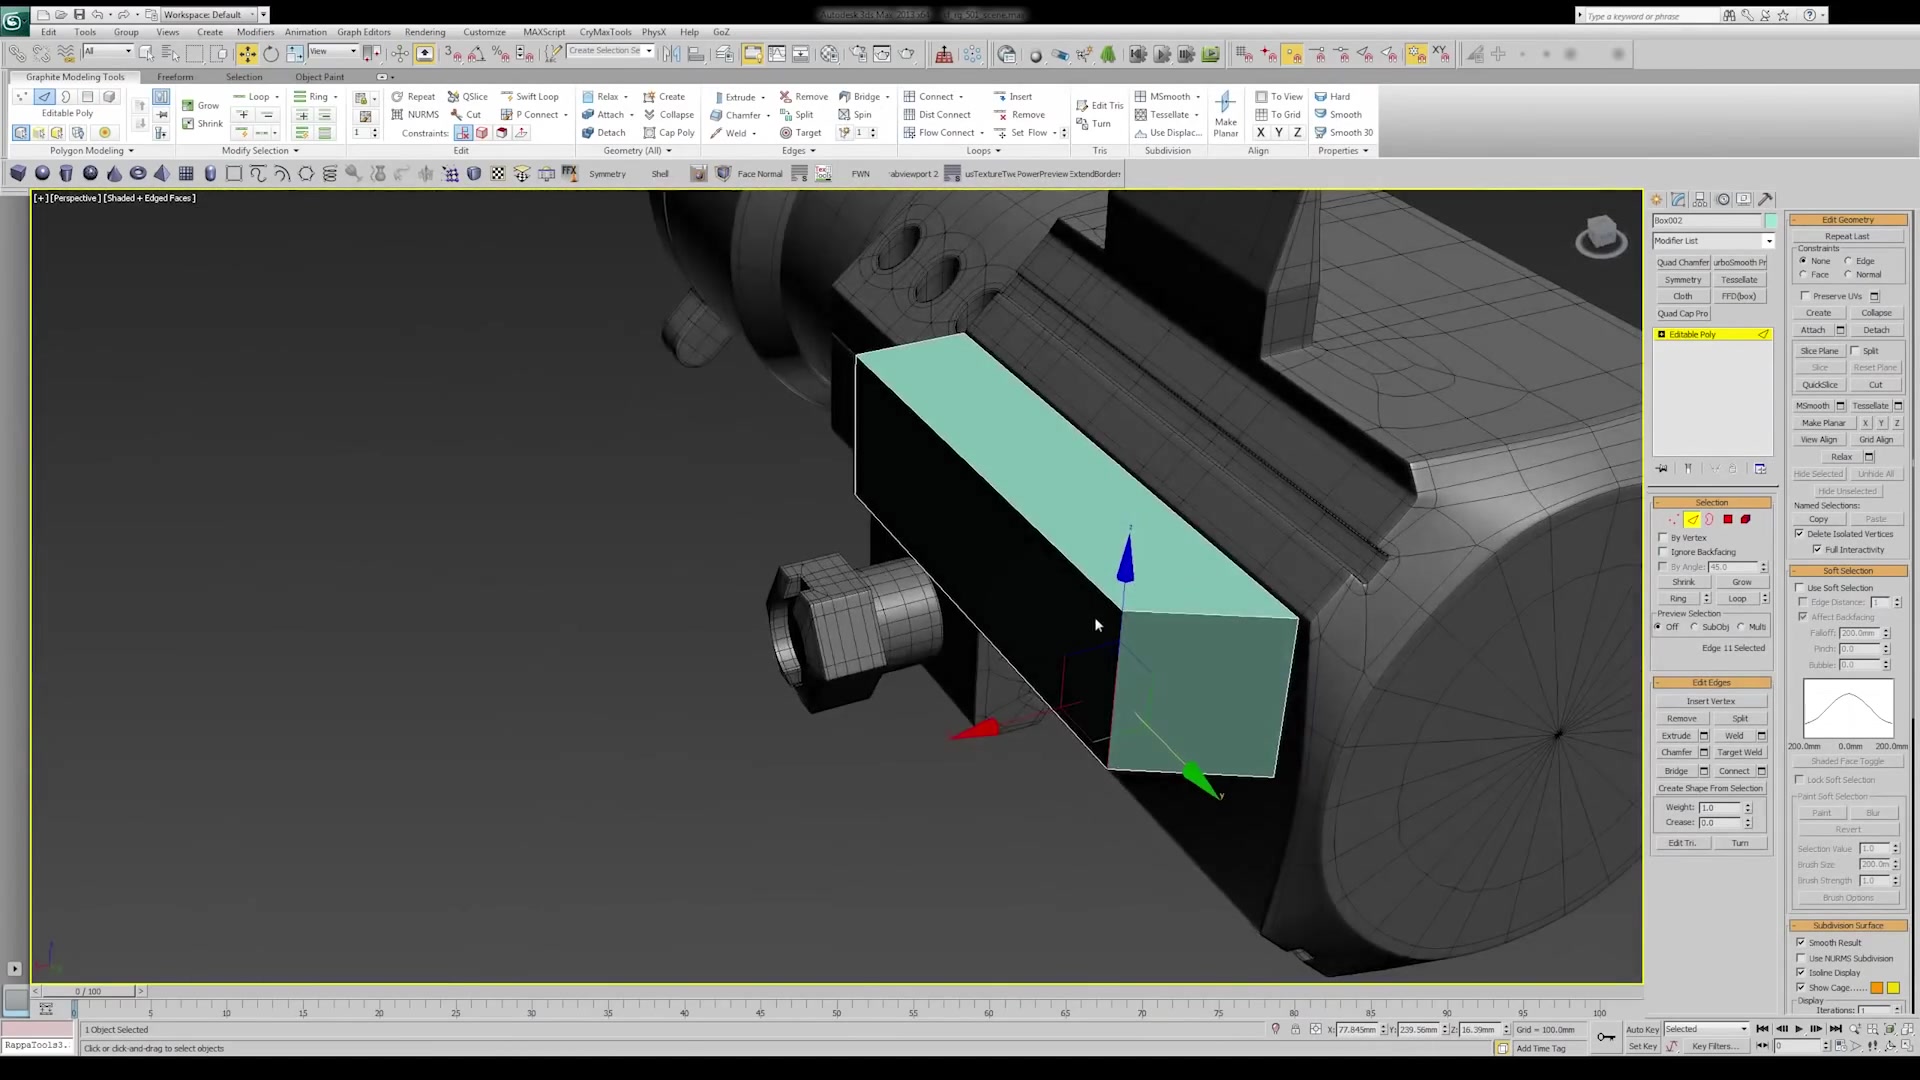 Workspace: Default
Type a keyword or phrase
Edit Tools Group Views Create Modifiers Animation Graph Editors Rendering Customize MAXScript CryMaxTools PhysX Help GoZ
All View Create Selection Se XY
Graphite Modeling Tools Freeform Selection Object Paint
Editable Poly
Grow Loop Ring Repeat QSlice Swift Loop Relax Create Extrude Remove Bridge Connect Insert Edit Tris MSmooth To View Hard
Shrink NURMS Cut P Connect Attach Collapse Chamfer Split Spin Dist Connect Remove Turn Tessellate Make Planar To Grid Smooth
1 Constraints: Detach Cap Poly Weld Target 1 Flow Connect Set Flow Use Displac... X Y Z Smooth 30
Polygon Modeling Modify Selection Edit Geometry (All) Edges Loops Tris Subdivision Align Properties
FFX Symmetry Shell Face Normal FWN abviewport 2 usTextureTwe PowerPreview ExtendBorders
[+] [Perspective] [Shaded + Edged Faces]
z
y
Box002
Modifier List
Quad Chamfer urboSmooth Pr
Symmetry Tessellate
Cloth FFD(box)
Quad Cap Pro
Editable Poly
Selection
By Vertex
Ignore Backfacing
By Angle: 45.0
Shrink Grow
Ring Loop
Preview Selection
Off SubObj Multi
Edge 11 Selected
Edit Edges
Insert Vertex
Remove Split
Extrude Weld
Chamfer Target Weld
Bridge Connect
Create Shape From Selection
Weight: 1.0
Crease: 0.0
Edit Tri. Turn
Edit Geometry
Repeat Last
Constraints
None Edge
Face Normal
Preserve UVs
Create Collapse
Attach Detach
Slice Plane Split
Slice Reset Plane
QuickSlice Cut
MSmooth Tessellate
Make Planar X Y Z
View Align Grid Align
Relax
Hide Selected Unhide All
Hide Unselected
Named Selections:
Copy Paste
Delete Isolated Vertices
Full Interactivity
Soft Selection
Use Soft Selection
Edge Distance: 1
Affect Backfacing
Falloff: 200.0mm
Pinch: 0.0
Bubble: 0.0
200.0mm 0.0mm 200.0mm
Shaded Face Toggle
Lock Soft Selection
Paint Soft Selection
Paint Blur
Revert
Selection Value 1.0
Brush Size 200.0m
Brush Strength 1.0
Brush Options
Subdivision Surface
Smooth Result
Use NURMS Subdivision
Isoline Display
Show Cage......
Display
Iterations: 1
< 0 / 100 >
0 5 10 15 20 25 30 35 40 45 50 55 60 65 70 75 80 85 90 95 100
1 Object Selected X: 77.845mm Y: 239.56mm Z: 16.39mm Grid = 100.0mm Auto Key Selected
RappaTools3. Click or click-and-drag to select objects Add Time Tag Set Key Key Filters... 0